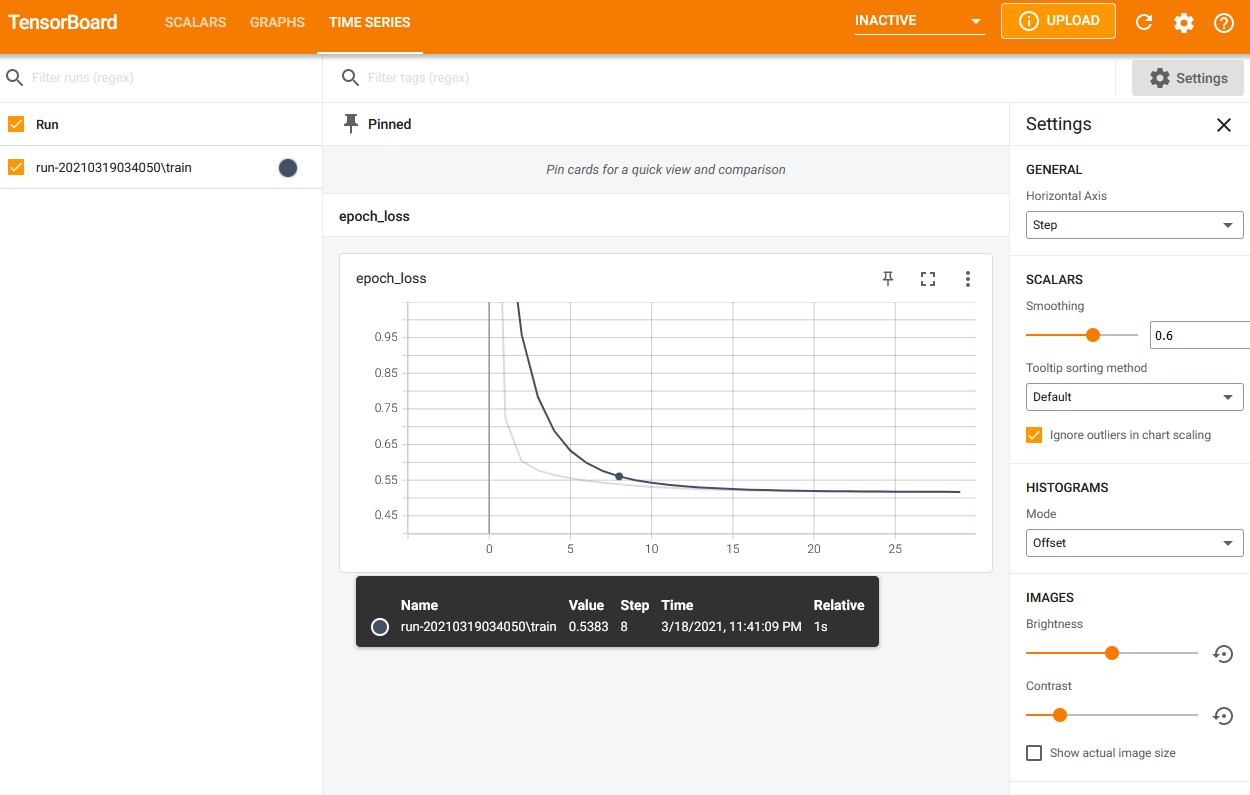 TensorBoard SCALARS GRAPHS TIME SERIES INACTIVE UPLOAD
Filter runs (regex)
Filter tags (regex)
Settings
Run
run-20210319034050\train
Pinned
Pin cards for a quick view and comparison
epoch_loss
epoch_loss
0.95
0.85
0.75
0.65
0.55
0.45
0 5 10 15 20 25
Name Value Step Time Relative
run-20210319034050\train 0.5383 8 3/18/2021, 11:41:09 PM 1s
Settings
GENERAL
Horizontal Axis
Step
SCALARS
Smoothing
0.6
Tooltip sorting method
Default
Ignore outliers in chart scaling
HISTOGRAMS
Mode
Offset
IMAGES
Brightness
Contrast
Show actual image size